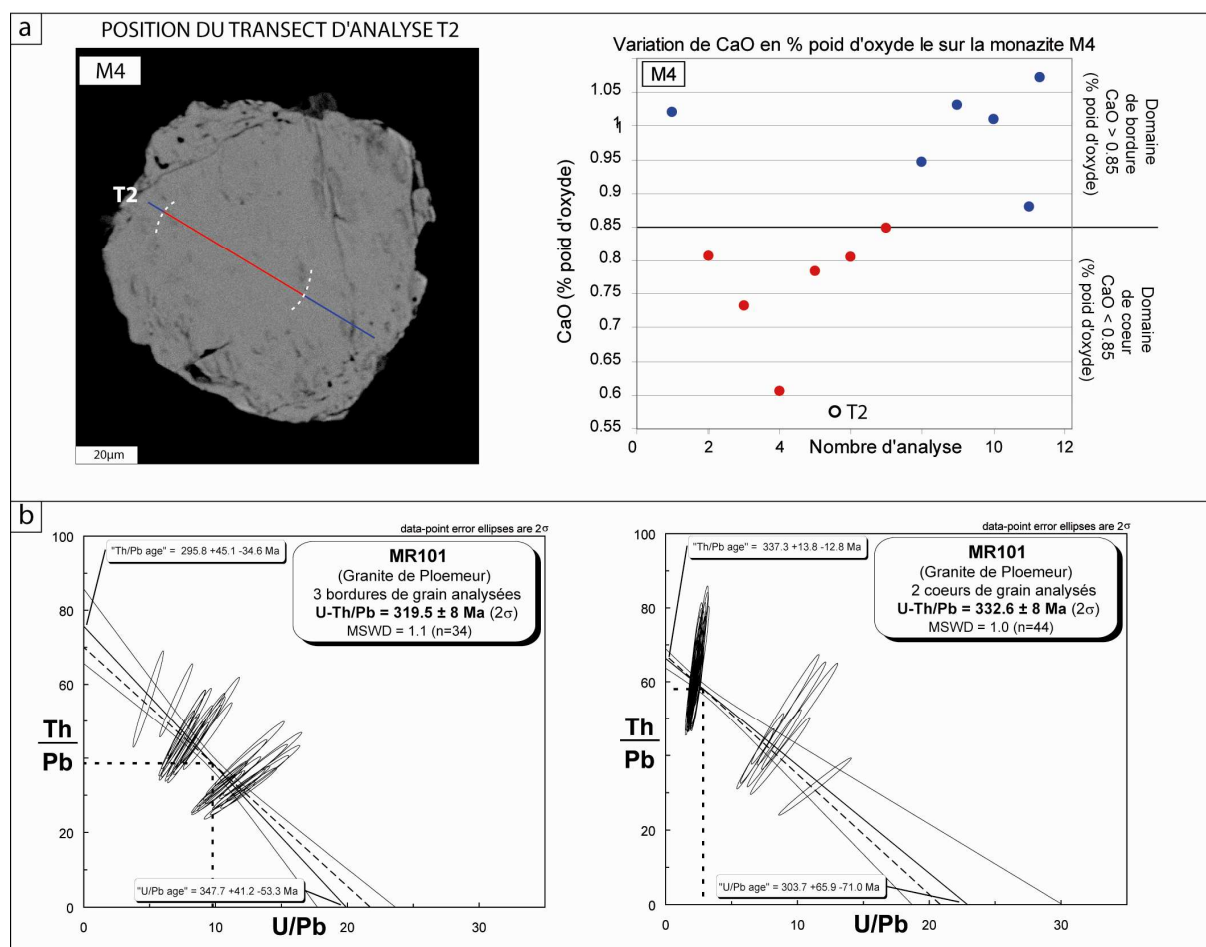 a
POSITION DU TRANSECT D'ANALYSE T2
M4
T2
20µm
Variation de CaO en % poid d'oxyde le sur la monazite M4
M4
CaO (% poid d'oxyde)
1.05
1
0.95
0.9
0.85
0.8
0.75
0.7
0.65
0.6
0.55
0
2
4
6
8
10
12
Nombre d'analyse
T2
Domaine
de bordure
CaO > 0.85
(% poid d'oxyde)
Domaine
de coeur
CaO < 0.85
(% poid d'oxyde)
b
data-point error ellipses are 2σ
"Th/Pb age" = 295.8 +45.1 -34.6 Ma
MR101
(Granite de Ploemeur)
3 bordures de grain analysées
U-Th/Pb = 319.5 ± 8 Ma (2σ)
MSWD = 1.1 (n=34)
100
80
60
40
20
0
Th
Pb
"U/Pb age" = 347.7 +41.2 -53.3 Ma
0
10
20
30
U/Pb
data-point error ellipses are 2σ
"Th/Pb age" = 337.3 +13.8 -12.8 Ma
MR101
(Granite de Ploemeur)
2 coeurs de grain analysés
U-Th/Pb = 332.6 ± 8 Ma (2σ)
MSWD = 1.0 (n=44)
100
80
60
40
20
0
Th
Pb
"U/Pb age" = 303.7 +65.9 -71.0 Ma
0
10
20
30
U/Pb